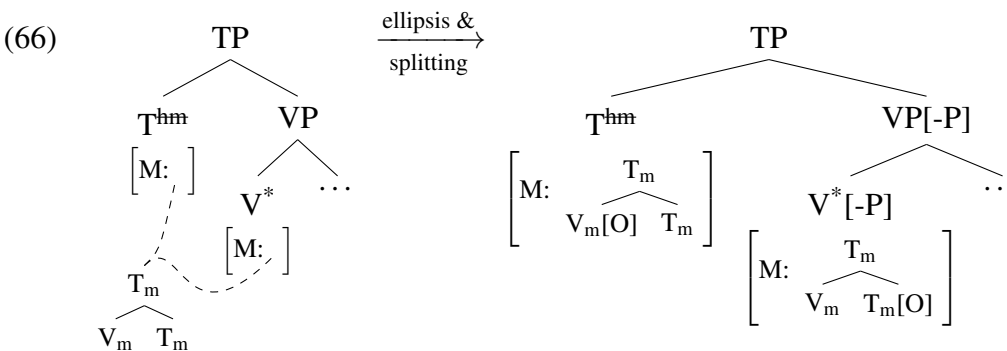 (66) TP ellipsis & splitting TP
T^hm VP T^hm VP[-P]
[M: ] V* ... [M: T_m V*[-P] ..
[M: ] V_m[O] T_m] [M: T_m
T_m V_m T_m[O]]
V_m T_m